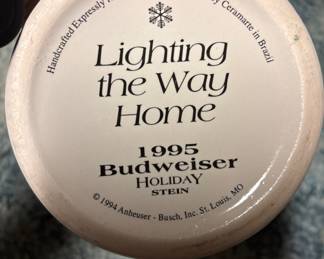 Handcrafted Expressly
by Ceramarte in Brazil
Lighting
the Way
Home
1995
Budweiser
HOLIDAY
STEIN
© 1994 Anheuser - Busch, Inc. St. Louis, MO